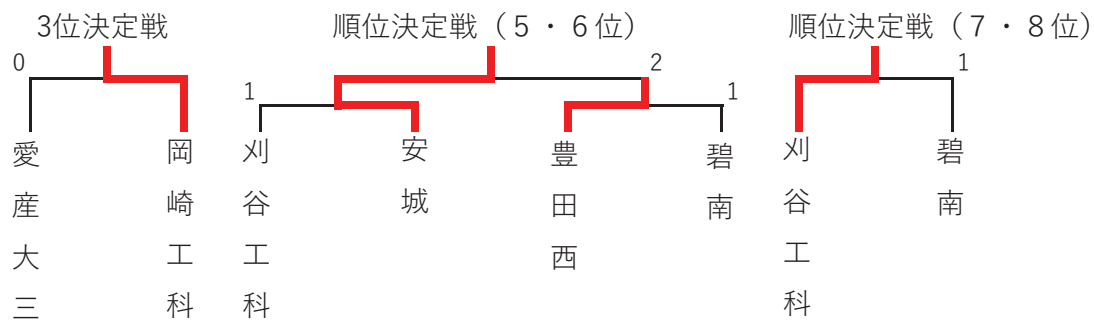 3位決定戦
順位決定戦（５・６位）
順位決定戦（７・８位）
0
2
1
1
1
愛産大三
岡崎工科
刈谷工科
安城
豊田西
碧南
刈谷工科
碧南